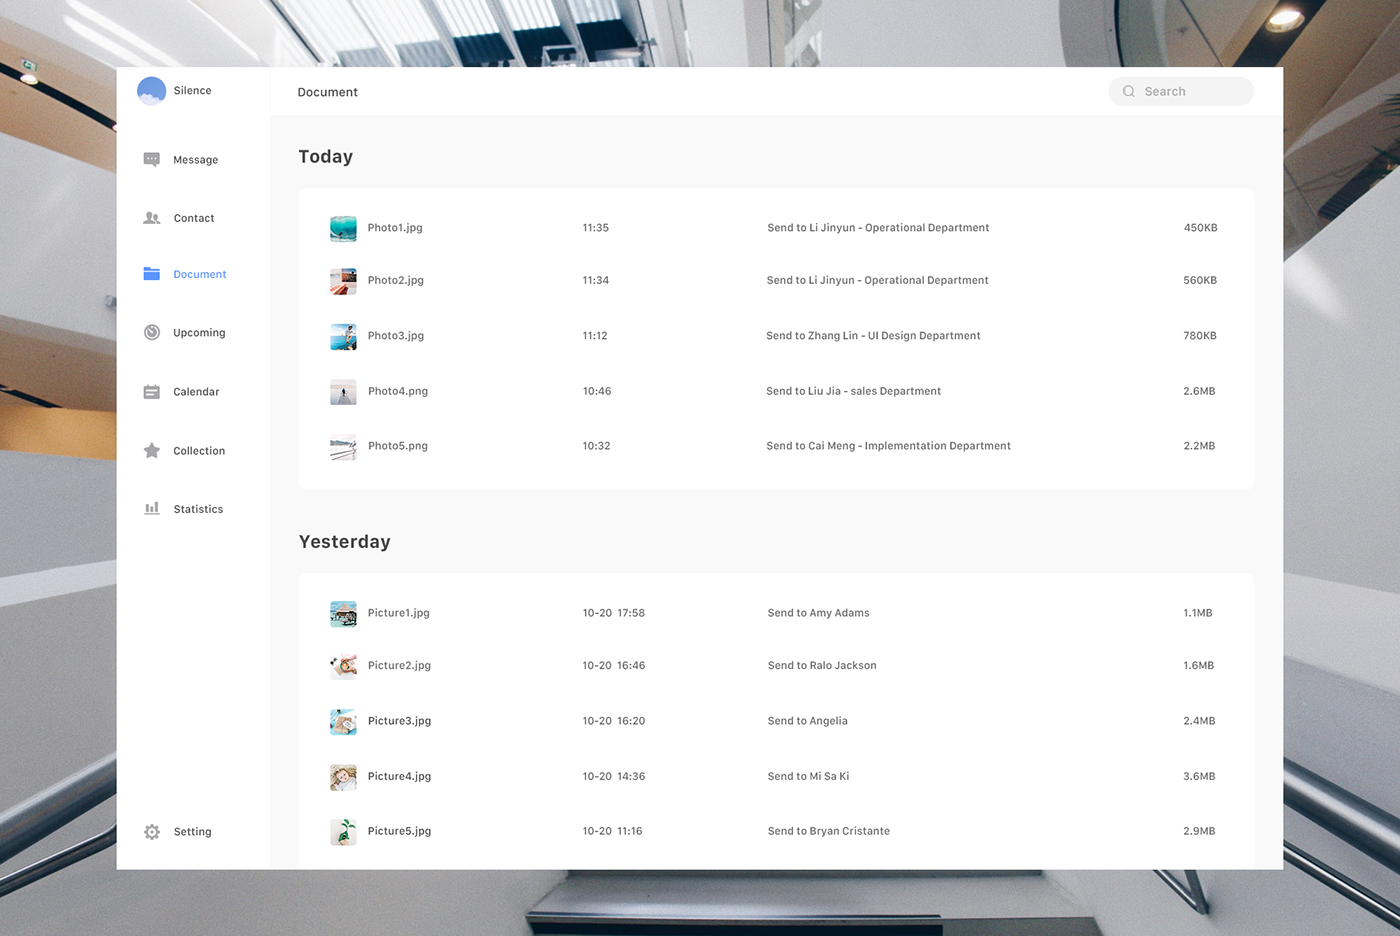 Silence
Document
Search
Message
Contact
Document
Upcoming
Calendar
Collection
Statistics
Setting
Today
Photo1.jpg 11:35 Send to Li Jinyun - Operational Department 450KB
Photo2.jpg 11:34 Send to Li Jinyun - Operational Department 560KB
Photo3.jpg 11:12 Send to Zhang Lin - UI Design Department 780KB
Photo4.png 10:46 Send to Liu Jia - sales Department 2.6MB
Photo5.png 10:32 Send to Cai Meng - Implementation Department 2.2MB
Yesterday
Picture1.jpg 10-20 17:58 Send to Amy Adams 1.1MB
Picture2.jpg 10-20 16:46 Send to Ralo Jackson 1.6MB
Picture3.jpg 10-20 16:20 Send to Angelia 2.4MB
Picture4.jpg 10-20 14:36 Send to Mi Sa Ki 3.6MB
Picture5.jpg 10-20 11:16 Send to Bryan Cristante 2.9MB